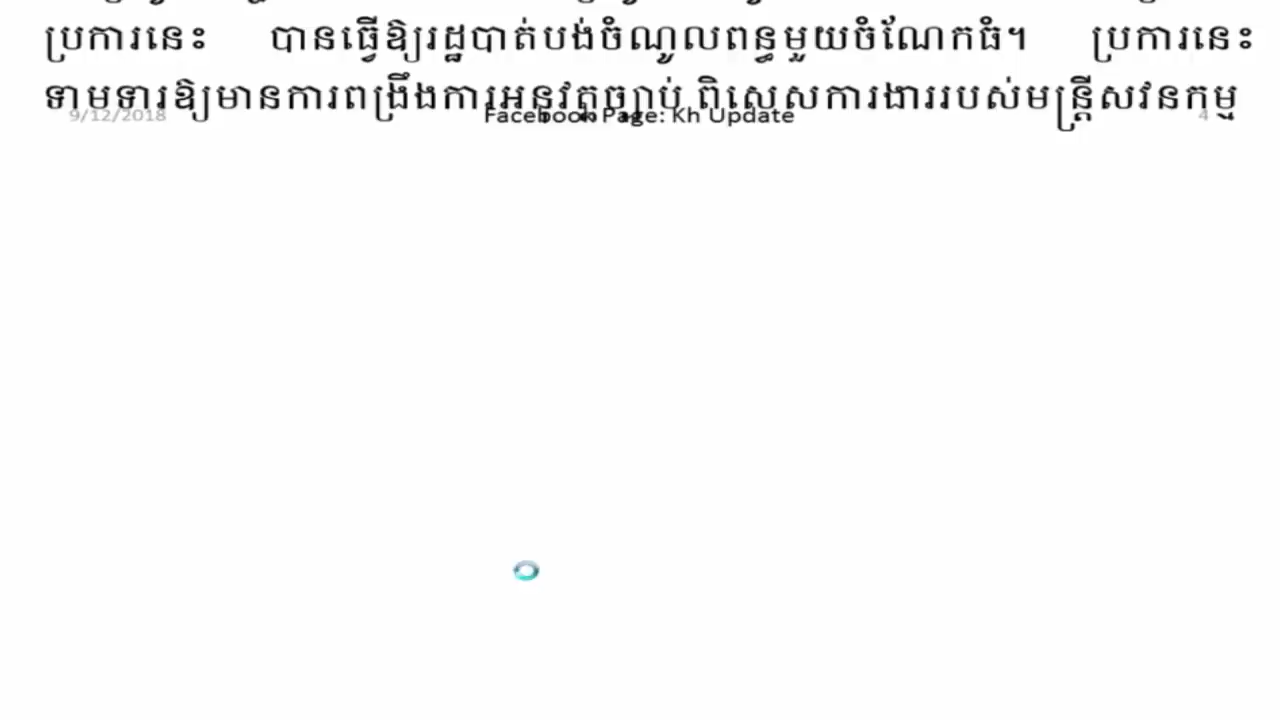 ប្រការនេះ បានធ្វើឱ្យរដ្ឋបាត់បង់ចំណូលពន្ធមួយចំណែកធំ។ ប្រការនេះ
ទាមទារឱ្យមានការពង្រឹងការអនុវត្តច្បាប់ ពិសេសការងាររបស់មន្ត្រីសវនកម្ម
9/12/2018 Facebook Page: Kh Update 4